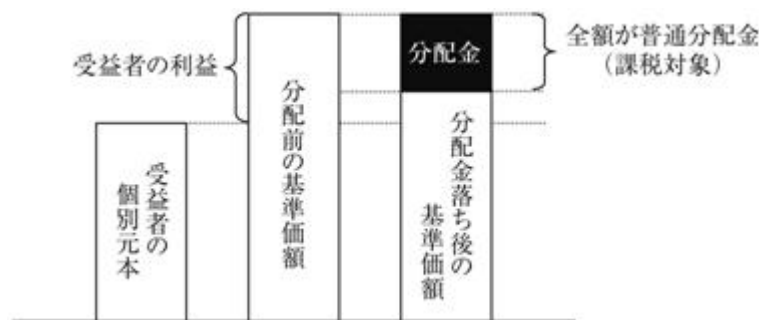 受益者の利益
受益者の
個別元本
分配前の基準価額
分配金
分配金落ち後の
基準価額
全額が普通分配金
（課税対象）